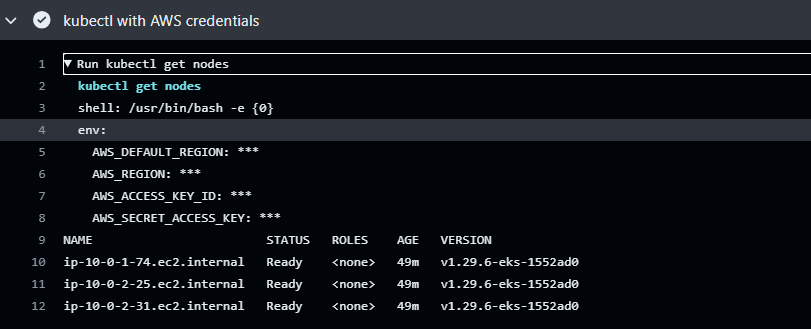 kubectl with AWS credentials
1 ▼ Run kubectl get nodes
2 kubectl get nodes
3 shell: /usr/bin/bash -e {0}
4 env:
5 AWS_DEFAULT_REGION: ***
6 AWS_REGION: ***
7 AWS_ACCESS_KEY_ID: ***
8 AWS_SECRET_ACCESS_KEY: ***
9 NAME STATUS ROLES AGE VERSION
10 ip-10-0-1-74.ec2.internal Ready <none> 49m v1.29.6-eks-1552ad0
11 ip-10-0-2-25.ec2.internal Ready <none> 49m v1.29.6-eks-1552ad0
12 ip-10-0-2-31.ec2.internal Ready <none> 49m v1.29.6-eks-1552ad0